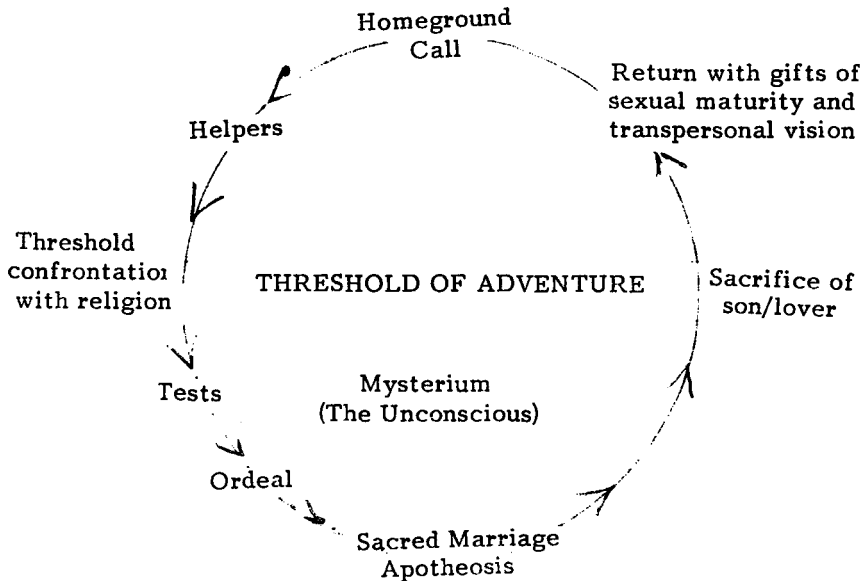 Homeground
Call
Return with gifts of
sexual maturity and
transpersonal vision
Helpers
Threshold
confrontation
with religion
THRESHOLD OF ADVENTURE
Sacrifice of
son/lover
Mysterium
(The Unconscious)
Tests
Ordeal
Sacred Marriage
Apotheosis